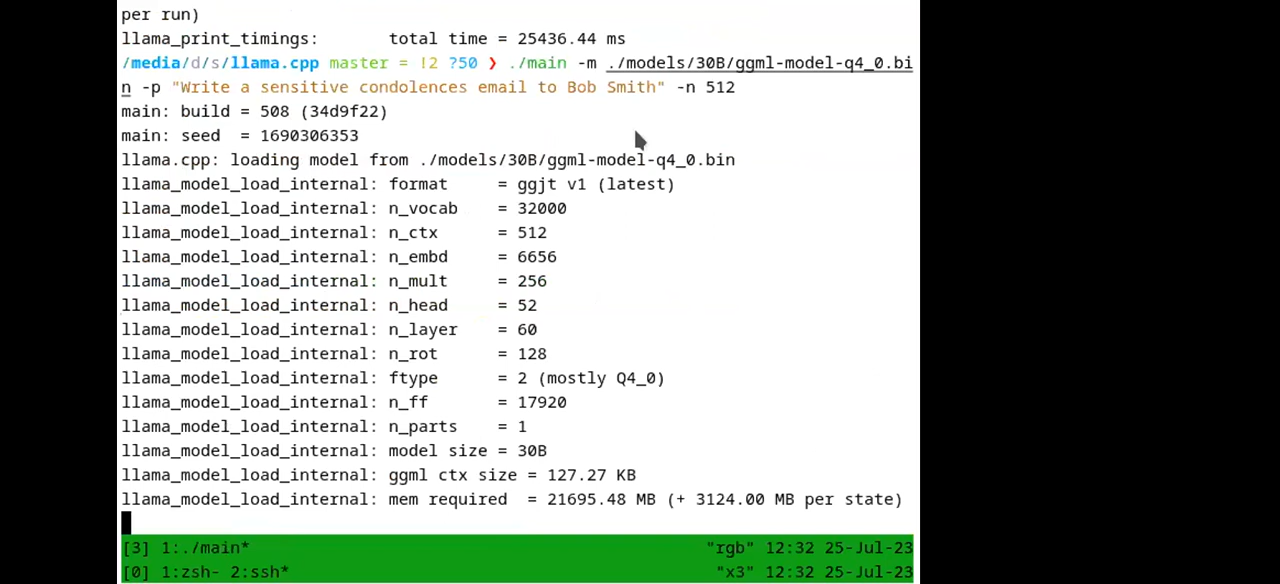 per run)
llama_print_timings:       total time = 25436.44 ms
/media/d/s/llama.cpp master = !2 ?50 ❯ ./main -m ./models/30B/ggml-model-q4_0.bi
n -p "Write a sensitive condolences email to Bob Smith" -n 512
main: build = 508 (34d9f22)
main: seed  = 1690306353
llama.cpp: loading model from ./models/30B/ggml-model-q4_0.bin
llama_model_load_internal: format     = ggjt v1 (latest)
llama_model_load_internal: n_vocab    = 32000
llama_model_load_internal: n_ctx      = 512
llama_model_load_internal: n_embd     = 6656
llama_model_load_internal: n_mult     = 256
llama_model_load_internal: n_head     = 52
llama_model_load_internal: n_layer    = 60
llama_model_load_internal: n_rot      = 128
llama_model_load_internal: ftype      = 2 (mostly Q4_0)
llama_model_load_internal: n_ff       = 17920
llama_model_load_internal: n_parts    = 1
llama_model_load_internal: model size = 30B
llama_model_load_internal: ggml ctx size = 127.27 KB
llama_model_load_internal: mem required  = 21695.48 MB (+ 3124.00 MB per state)
[3] 1:./main* "rgb" 12:32 25-Jul-23
[0] 1:zsh- 2:ssh* "x3" 12:32 25-Jul-23